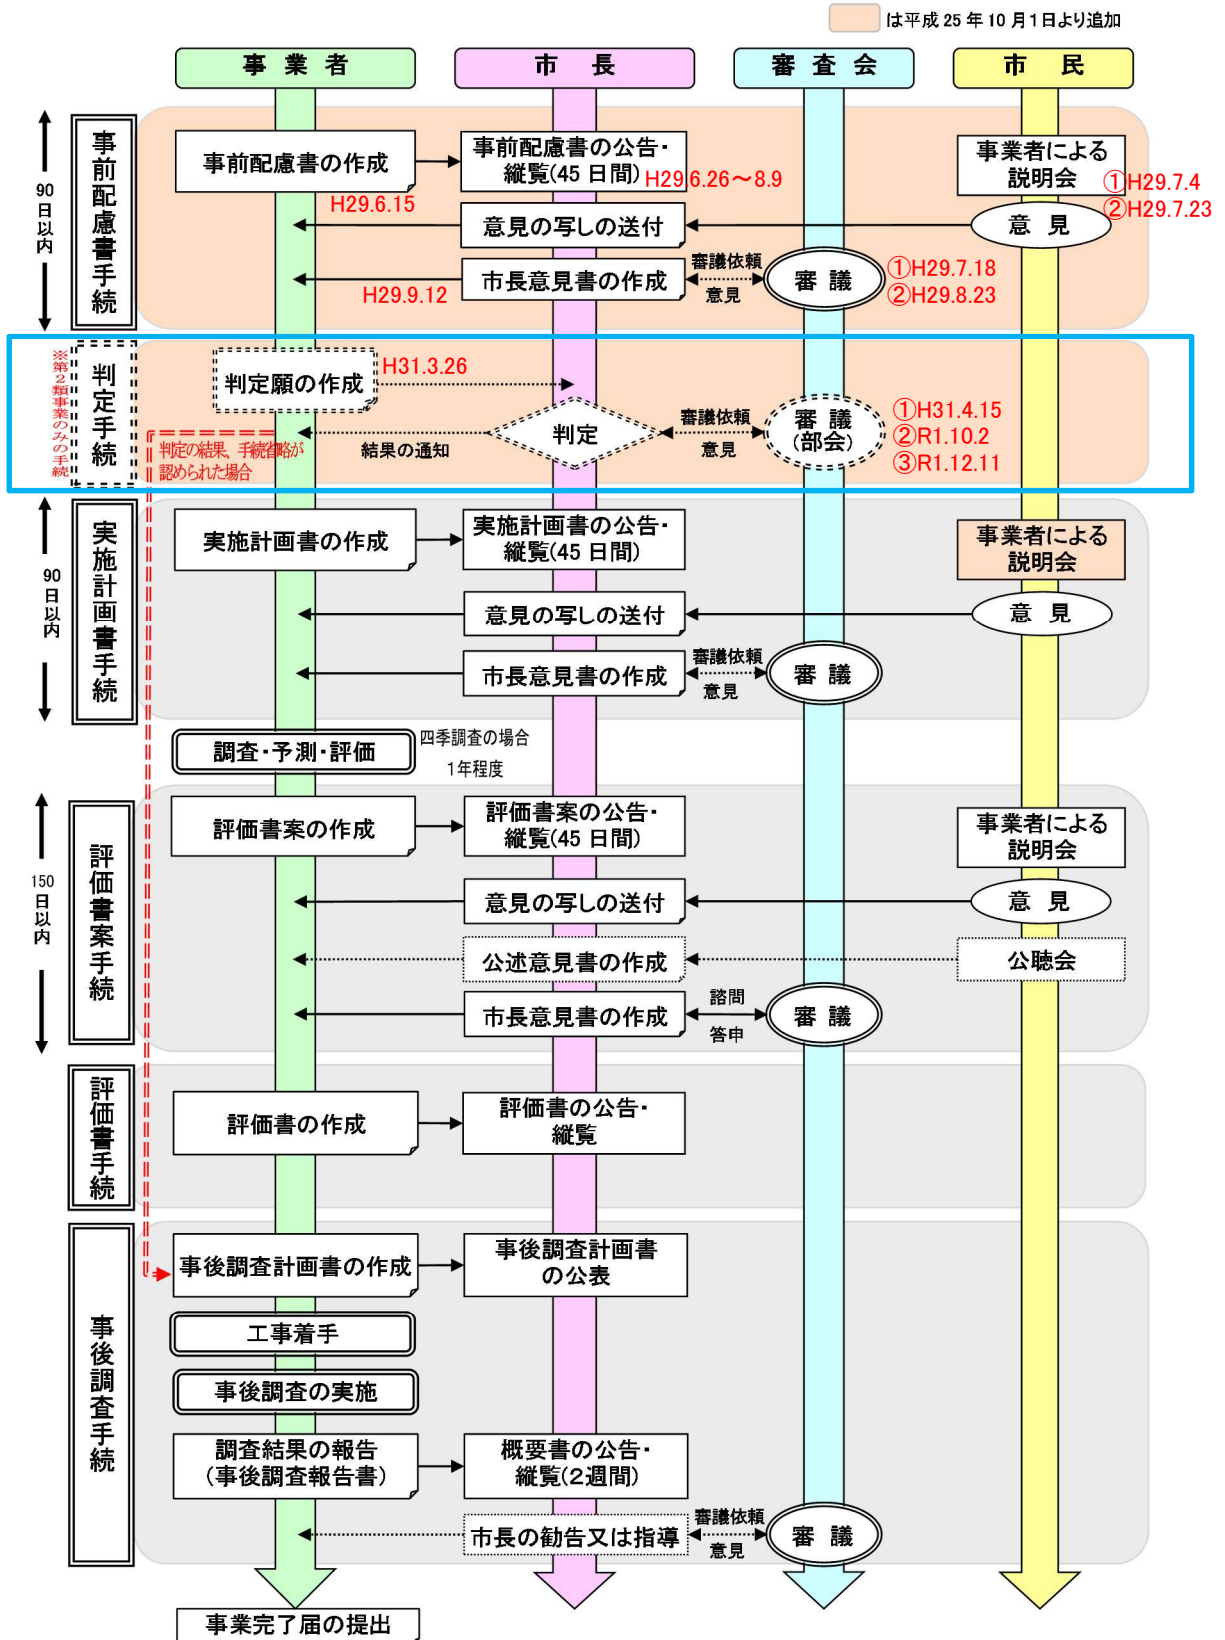 は平成 25 年 10 月1日より追加
事 業 者
市 長
審 査 会
市 民
事前配慮書手続
90日以内
事前配慮書の作成
H29.6.15
事前配慮書の公告・
縦覧(45 日間)
H29.6.26～8.9
事業者による
説明会
①H29.7.4
②H29.7.23
意見の写しの送付
意 見
市長意見書の作成
H29.9.12
審議依頼
意見
審 議
①H29.7.18
②H29.8.23
※第2類事業のみの手続
判定手続
判定願の作成
H31.3.26
判定の結果、手続省略が
認められた場合
結果の通知
判定
審議依頼
意見
審 議
(部会)
①H31.4.15
②R1.10.2
③R1.12.11
実施計画書手続
90日以内
実施計画書の作成
実施計画書の公告・
縦覧(45 日間)
事業者による
説明会
意見の写しの送付
意 見
市長意見書の作成
審議依頼
意見
審 議
調査・予測・評価
四季調査の場合
1年程度
評価書案手続
150日以内
評価書案の作成
評価書案の公告・
縦覧(45 日間)
事業者による
説明会
意見の写しの送付
意 見
公述意見書の作成
公聴会
市長意見書の作成
諮問
答申
審 議
評価書手続
評価書の作成
評価書の公告・
縦覧
事後調査手続
事後調査計画書の作成
事後調査計画書
の公表
工事着手
事後調査の実施
調査結果の報告
(事後調査報告書)
概要書の公告・
縦覧(2週間)
市長の勧告又は指導
審議依頼
意見
審 議
事業完了届の提出